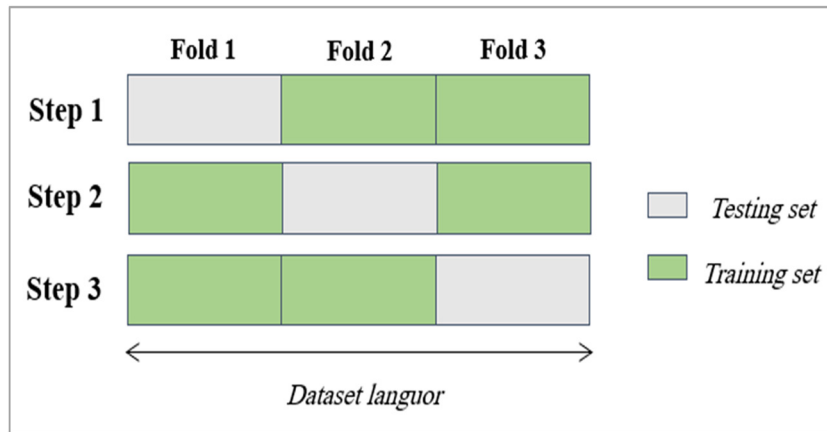 Fold 1 Fold 2 Fold 3
Step 1
Step 2
Testing set
Training set
Step 3
Dataset languor